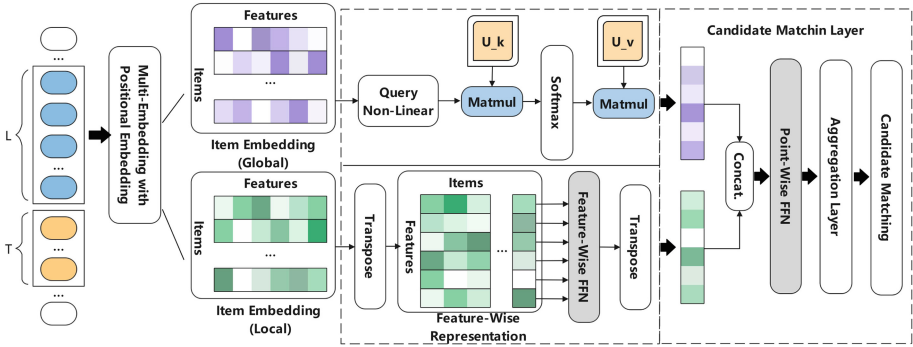 ...
L
...
T
...
...
Multi-Embedding with
Positional Embedding
Features
Items
...
Item Embedding
(Global)
Features
Items
...
Item Embedding
(Local)
Query
Non-Linear
U_k
Matmul
Softmax
U_v
Matmul
Transpose
Items
Features
...
Feature-Wise
Representation
Feature-Wise FFN
Transpose
Candidate Matchin Layer
Concat.
Point-Wise FFN
Aggregation Layer
Candidate Matching